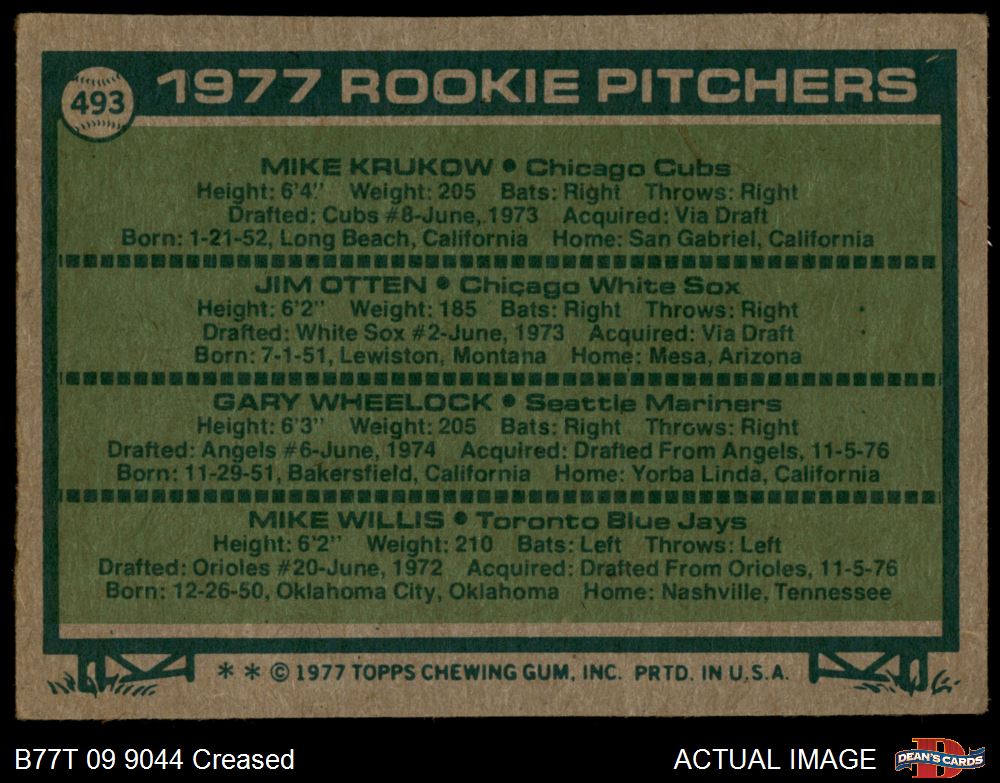 493
1977 ROOKIE PITCHERS
MIKE KRUKOW • Chicago Cubs
Height: 6'4" Weight: 205 Bats: Right Throws: Right
Drafted: Cubs #8-June, 1973 Acquired: Via Draft
Born: 1-21-52, Long Beach, California Home: San Gabriel, California
JIM OTTEN • Chicago White Sox
Height: 6'2" Weight: 185 Bats: Right Throws: Right
Drafted: White Sox #2-June, 1973 Acquired: Via Draft
Born: 7-1-51, Lewiston, Montana Home: Mesa, Arizona
GARY WHEELOCK • Seattle Mariners
Height: 6'3" Weight: 205 Bats: Right Throws: Right
Drafted: Angels #6-June, 1974 Acquired: Drafted From Angels, 11-5-76
Born: 11-29-51, Bakersfield, California Home: Yorba Linda, California
MIKE WILLIS • Toronto Blue Jays
Height: 6'2" Weight: 210 Bats: Left Throws: Left
Drafted: Orioles #20-June, 1972 Acquired: Drafted From Orioles, 11-5-76
Born: 12-26-50, Oklahoma City, Oklahoma Home: Nashville, Tennessee
* * © 1977 TOPPS CHEWING GUM, INC. PRTD. IN U.S.A.
B77T 09 9044 Creased
ACTUAL IMAGE
D
DEAN'S CARDS